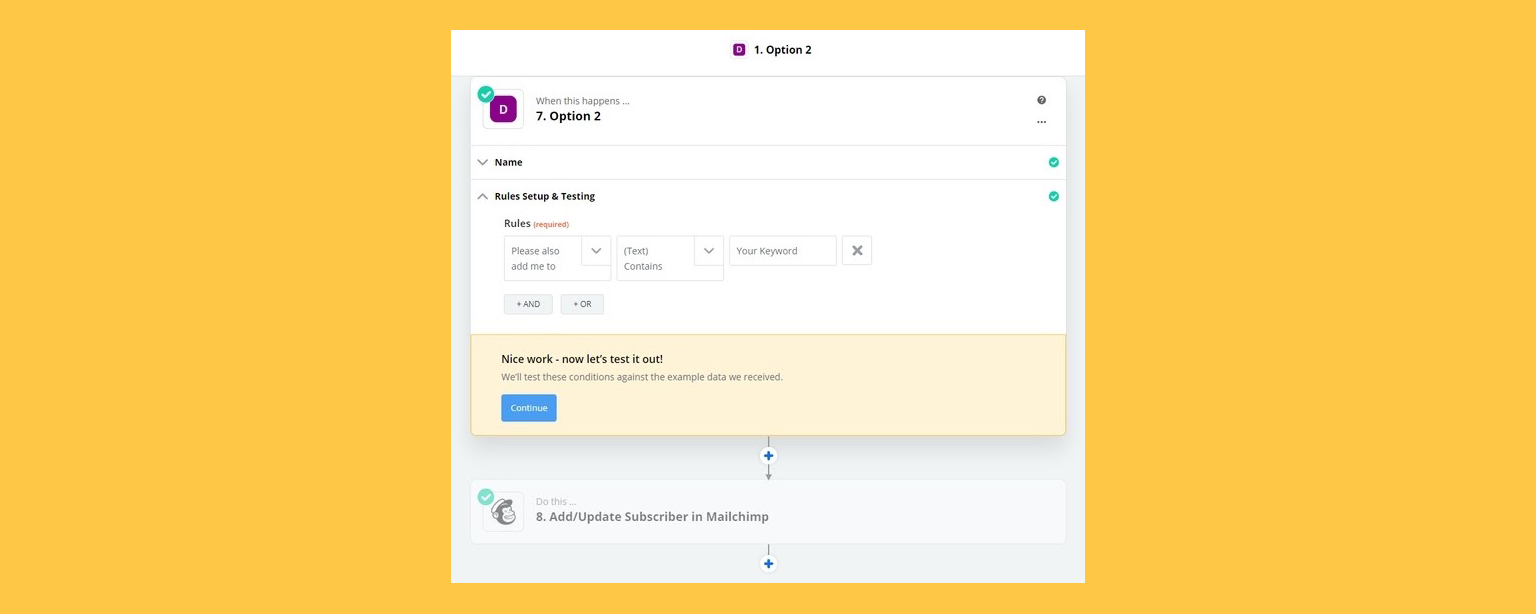 D 1. Option 2
When this happens ...
D
7. Option 2
Name
Rules Setup & Testing
Rules (required)
Please also
add me to
(Text)
Contains
Your Keyword
+ AND
+ OR
Nice work - now let's test it out!
We'll test these conditions against the example data we received.
Continue
Do this ...
8. Add/Update Subscriber in Mailchimp